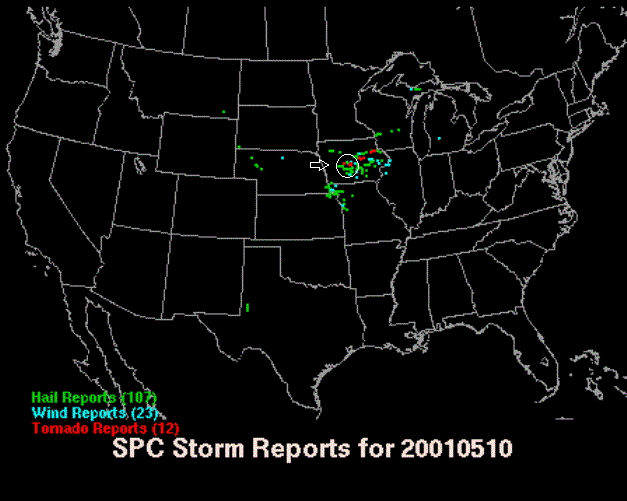 Hail Reports (107)
Wind Reports (23)
Tornado Reports (12)
SPC Storm Reports for 20010510